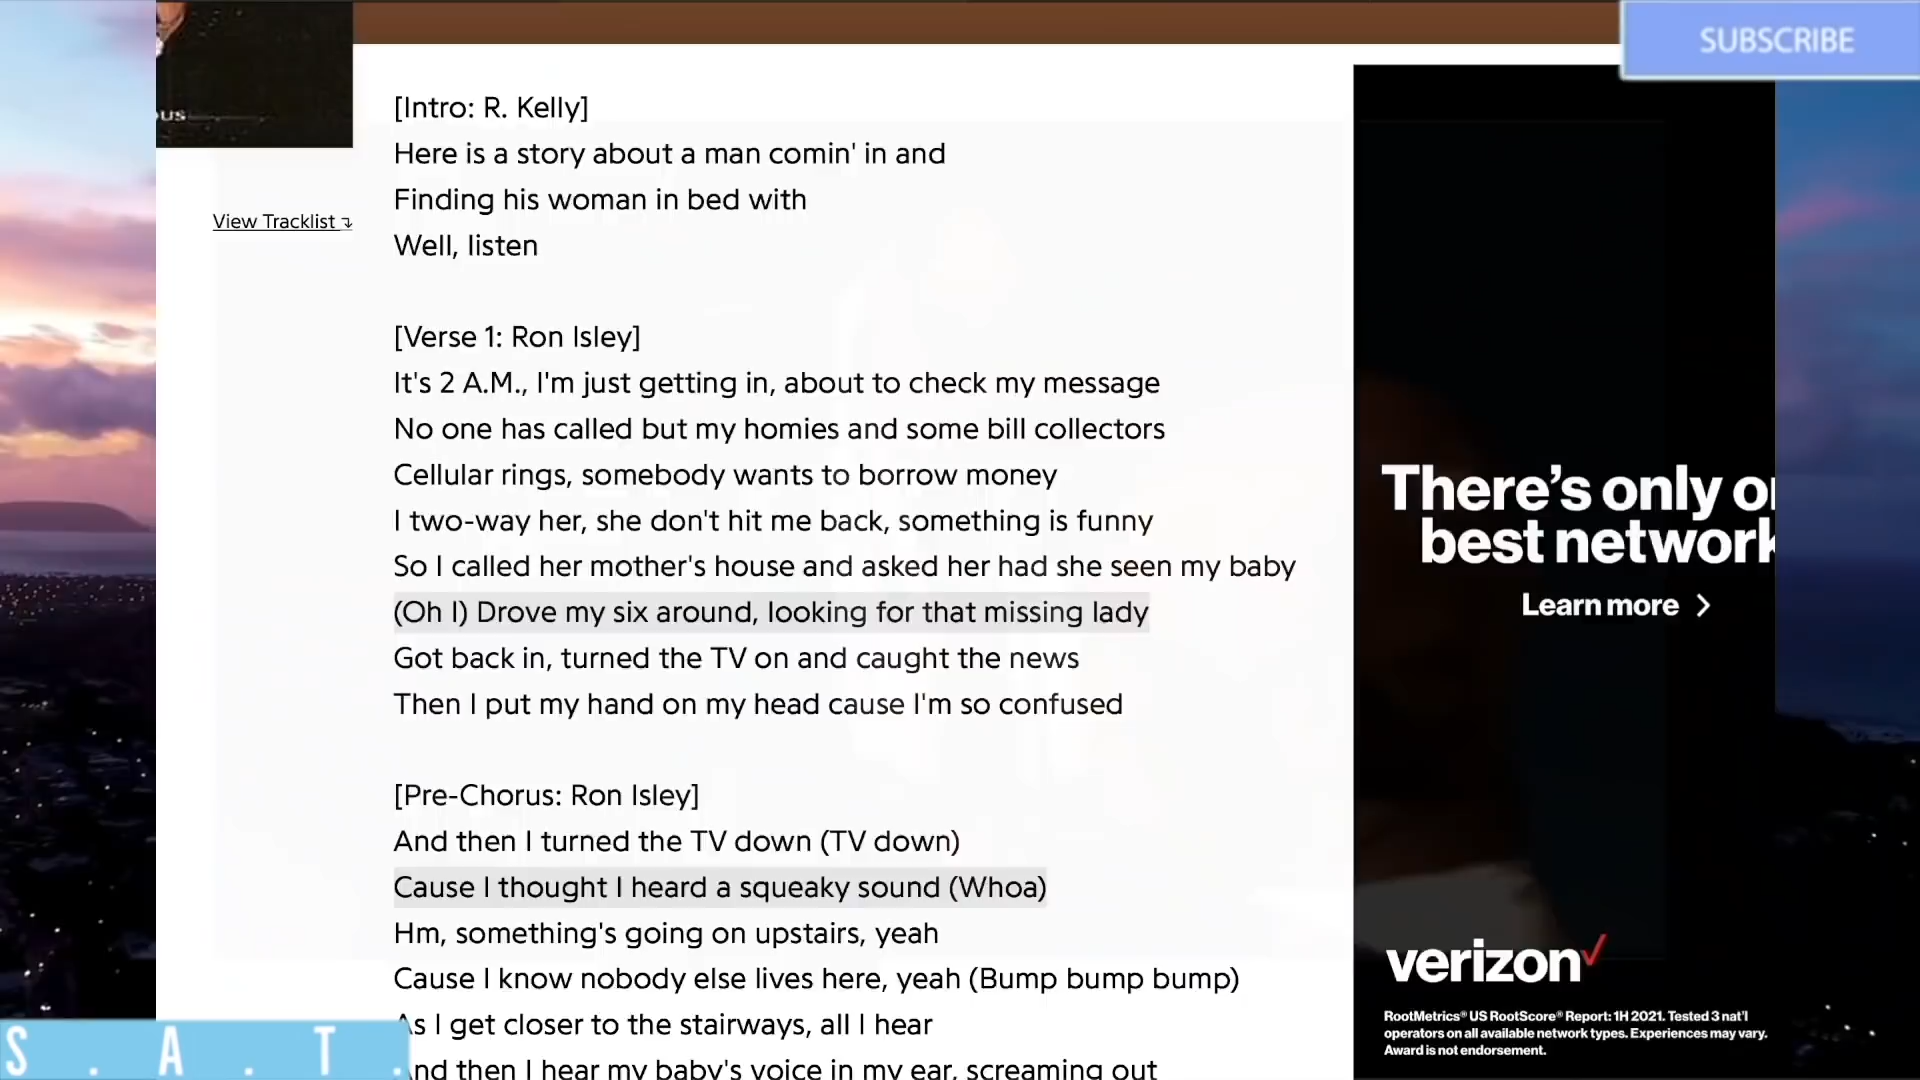 SUBSCRIBE
US
View Tracklist
[Intro: R. Kelly]
Here is a story about a man comin' in and
Finding his woman in bed with
Well, listen
[Verse 1: Ron Isley]
It's 2 A.M., I'm just getting in, about to check my message
No one has called but my homies and some bill collectors
Cellular rings, somebody wants to borrow money
I two-way her, she don't hit me back, something is funny
So I called her mother's house and asked her had she seen my baby
(Oh I) Drove my six around, looking for that missing lady
Got back in, turned the TV on and caught the news
Then I put my hand on my head cause I'm so confused
[Pre-Chorus: Ron Isley]
And then I turned the TV down (TV down)
Cause I thought I heard a squeaky sound (Whoa)
Hm, something's going on upstairs, yeah
Cause I know nobody else lives here, yeah (Bump bump bump)
As I get closer to the stairways, all I hear
And then I hear my baby's voice in my ear, screaming out
There's only o
best network
Learn more >
verizon✓
RootMetrics® US RootScore® Report: 1H 2021. Tested 3 nat'l
operators on all available network types. Experiences may vary.
Award is not endorsement.
S . A . T .